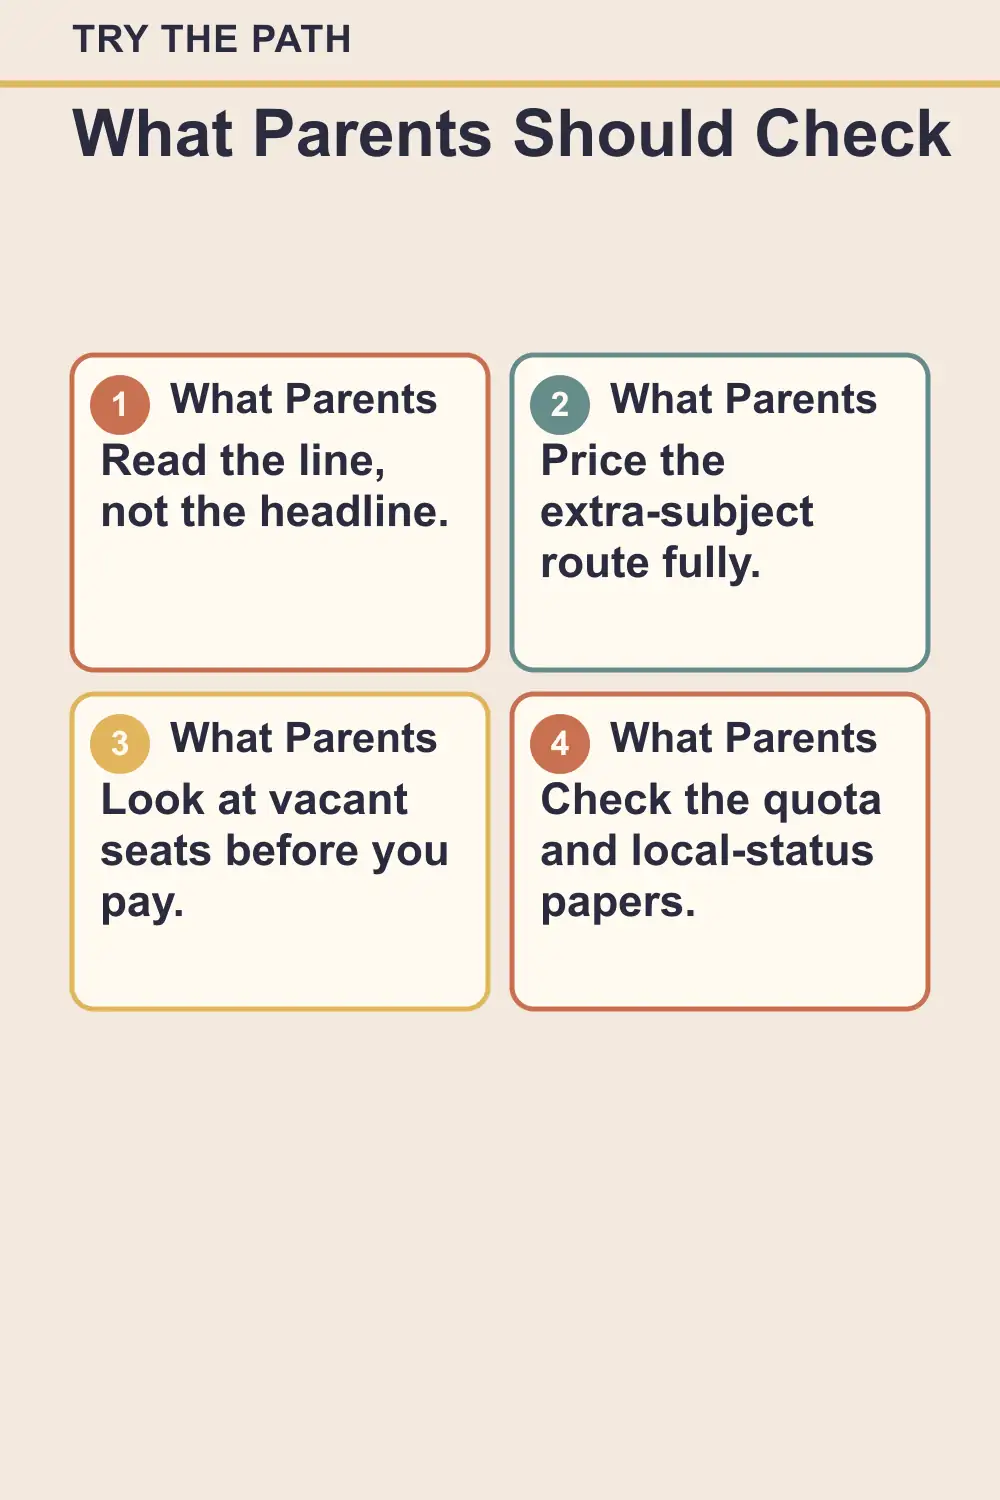 TRY THE PATH
What Parents Should Check
1 What Parents
Read the line,
not the headline.
2 What Parents
Price the
extra-subject
route fully.
3 What Parents
Look at vacant
seats before you
pay.
4 What Parents
Check the quota
and local-status
papers.